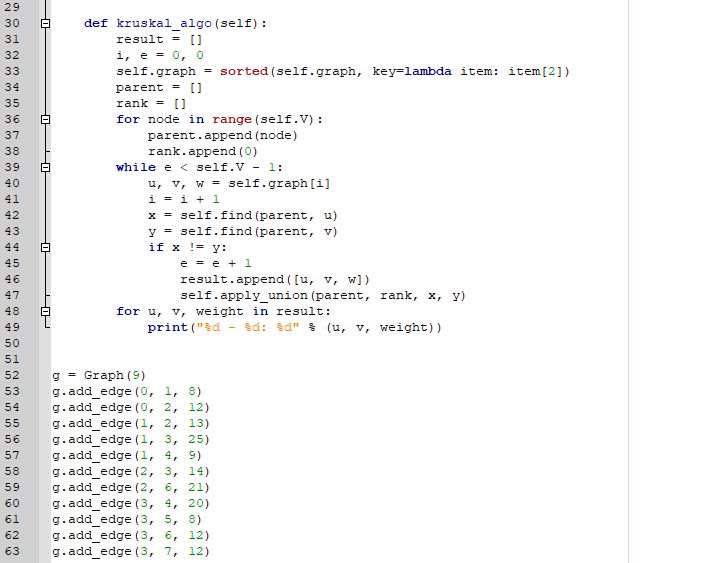 29
30     def kruskal_algo(self):
31         result = []
32         i, e = 0, 0
33         self.graph = sorted(self.graph, key=lambda item: item[2])
34         parent = []
35         rank = []
36         for node in range(self.V):
37             parent.append(node)
38             rank.append(0)
39         while e < self.V - 1:
40             u, v, w = self.graph[i]
41             i = i + 1
42             x = self.find(parent, u)
43             y = self.find(parent, v)
44             if x != y:
45                 e = e + 1
46                 result.append([u, v, w])
47                 self.apply_union(parent, rank, x, y)
48         for u, v, weight in result:
49             print("%d - %d: %d" % (u, v, weight))
50
51
52 g = Graph(9)
53 g.add_edge(0, 1, 8)
54 g.add_edge(0, 2, 12)
55 g.add_edge(1, 2, 13)
56 g.add_edge(1, 3, 25)
57 g.add_edge(1, 4, 9)
58 g.add_edge(2, 3, 14)
59 g.add_edge(2, 6, 21)
60 g.add_edge(3, 4, 20)
61 g.add_edge(3, 5, 8)
62 g.add_edge(3, 6, 12)
63 g.add_edge(3, 7, 12)